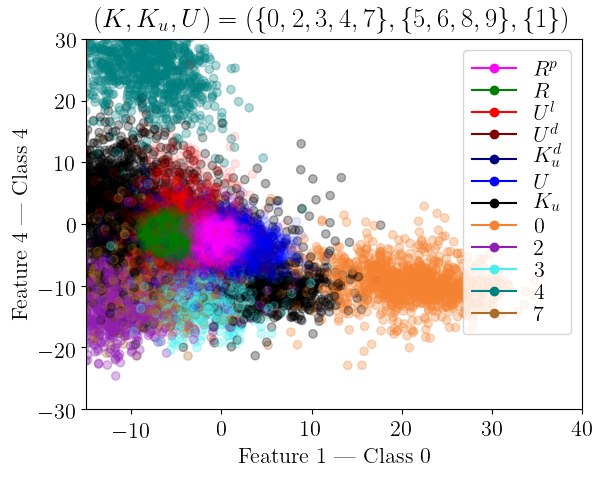 (K, K_u, U) = ({0, 2, 3, 4, 7}, {5, 6, 8, 9}, {1})
30
20
10
0
−10
−20
−30
Feature 4 — Class 4
R^p
R
U^l
U^d
K_u^d
U
K_u
0
2
3
4
7
−10
0
10
20
30
40
Feature 1 — Class 0